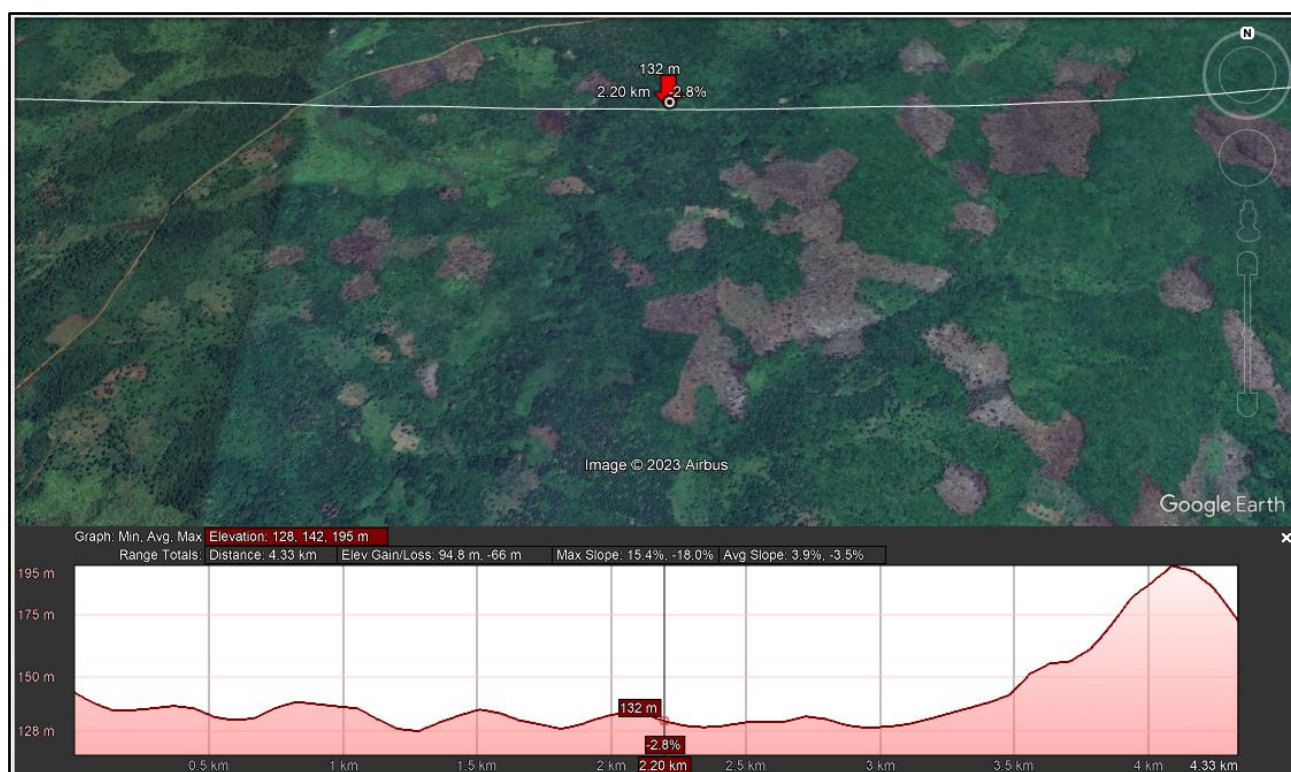 N
132 m
2.20 km -2.8%
Image © 2023 Airbus
Google Earth
Graph: Min, Avg, Max Elevation: 128, 142, 195 m
Range Totals: Distance: 4.33 km Elev Gain/Loss: 94.8 m, -66 m Max Slope: 15.4%, -18.0% Avg Slope: 3.9%, -3.5%
195 m
175 m
150 m
132 m
128 m
-2.8%
0.5 km 1 km 1.5 km 2 km 2.20 km 2.5 km 3 km 3.5 km 4 km 4.33 km